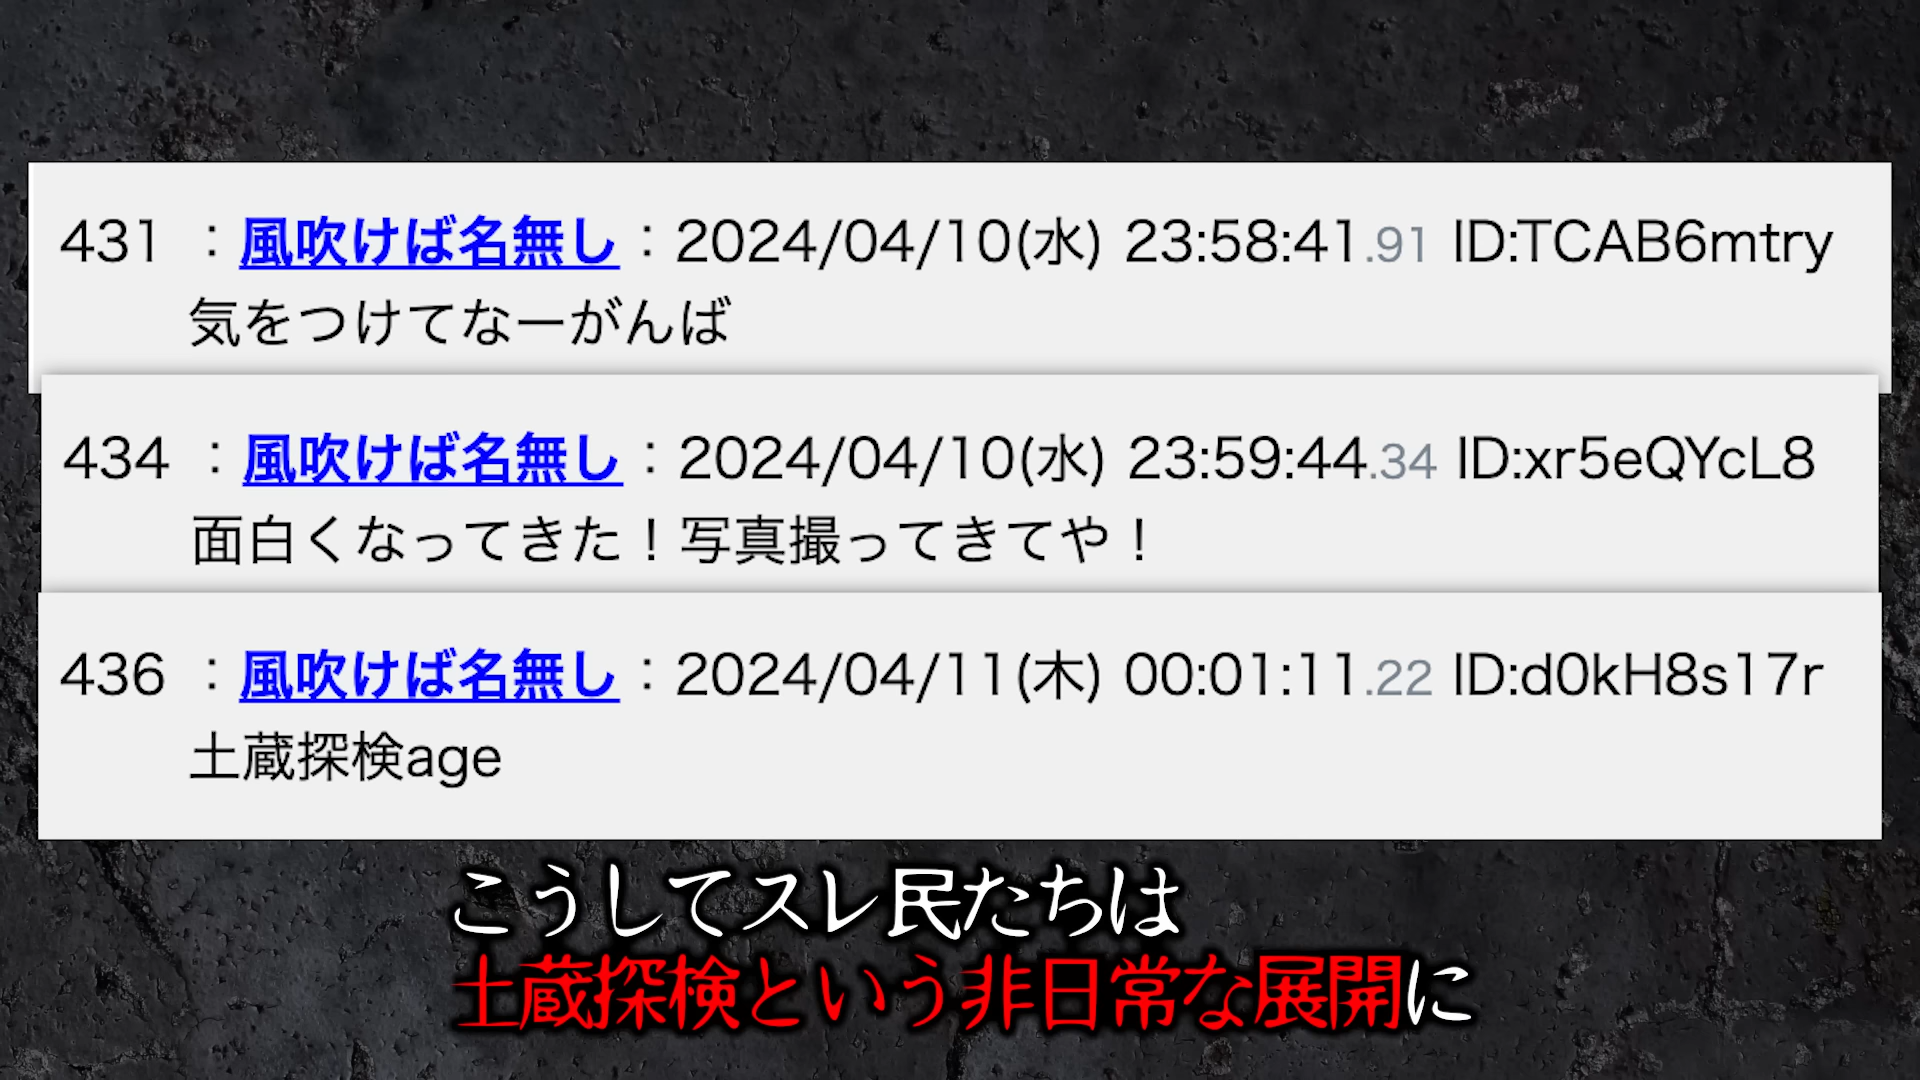 431 ：風吹けば名無し：2024/04/10(水) 23:58:41.91 ID:TCAB6mtry
気をつけてなーがんば
434 ：風吹けば名無し：2024/04/10(水) 23:59:44.34 ID:xr5eQYcL8
面白くなってきた！写真撮ってきてや！
436 ：風吹けば名無し：2024/04/11(木) 00:01:11.22 ID:d0kH8s17r
土蔵探検age
こうしてスレ民たちは
土蔵探検という非日常な展開に